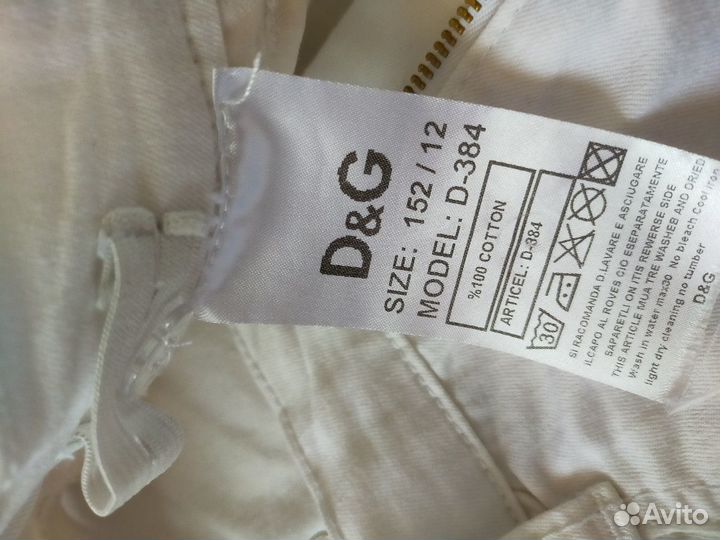 D&G
SIZE: 152 / 12
MODEL: D-384
%100 COTTON
ARTICEL: D-384
30
SI RACOMANDA D.LAVARE E ASCIUGARE
ILCAPO AL ROVES CIO ESEPARATAMENTE
SAPARETLI ON ITIS REWERSE SIDE
THIS ARTICLE MUA TRE WASHEB AND DRIED
Wash in water max30 No bleach Cool iron
light dry cleaning no tumber
D&G
Avito